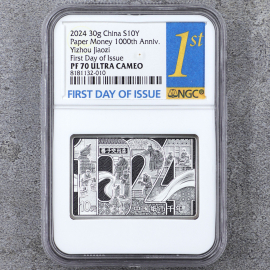 2024 30g China S10Y
Paper Money 1000th Anniv.
Yizhou Jiaozi
First Day of Issue
PF 70 ULTRA CAMEO
8181132-010
1st
FIRST DAY OF ISSUE
NGC
1024